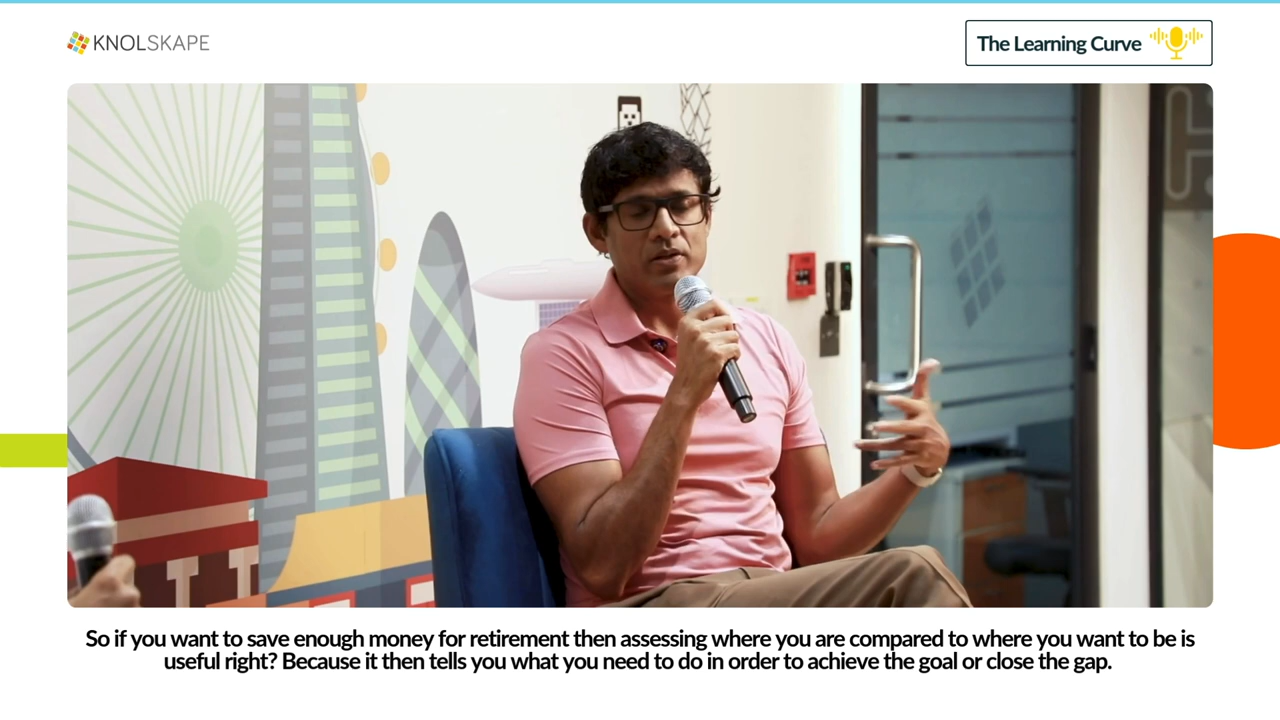 KNOLSKAPE
The Learning Curve
So if you want to save enough money for retirement then assessing where you are compared to where you want to be is
useful right? Because it then tells you what you need to do in order to achieve the goal or close the gap.